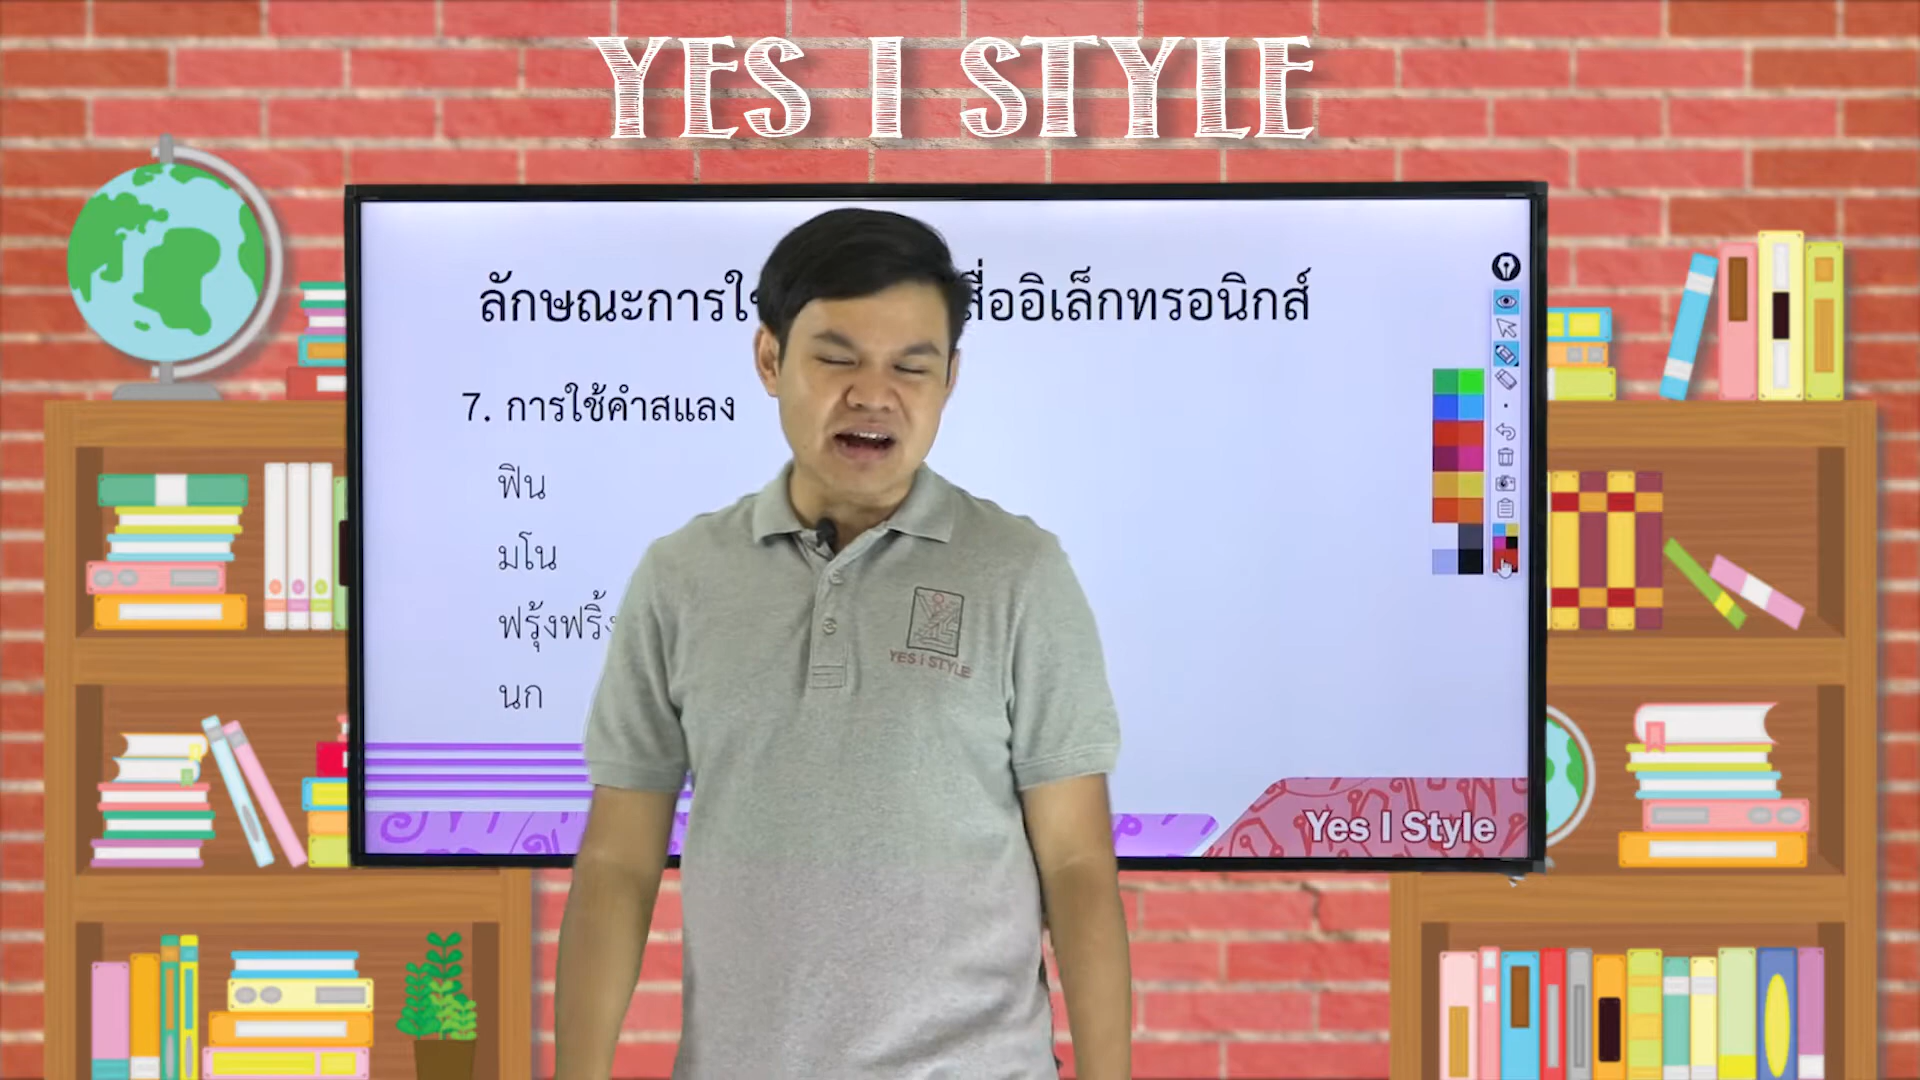 YES I STYLE
ลักษณะการใ สื่ออิเล็กทรอนิกส์
7. การใช้คำสแลง
ฟิน
มโน
ฟรุ้งฟริ้ง
นก
YES i STYLE
Yes I Style